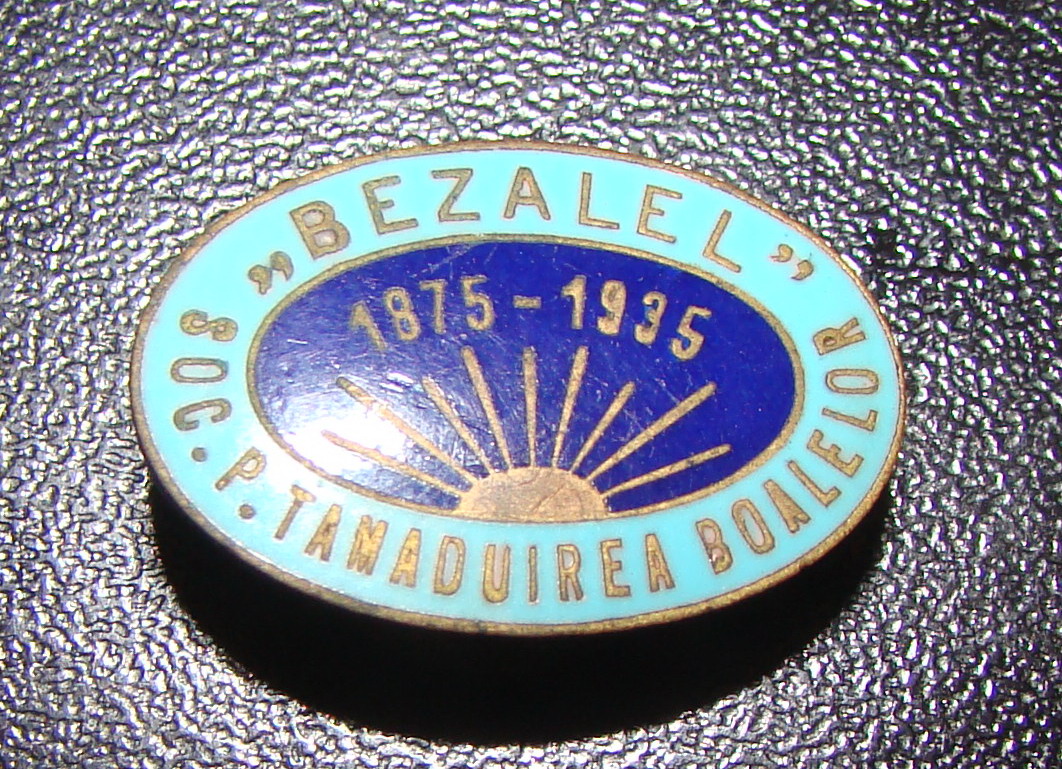 „BEZALEL”
1875-1935
SOC. P. TAMADUIREA BOALELOR